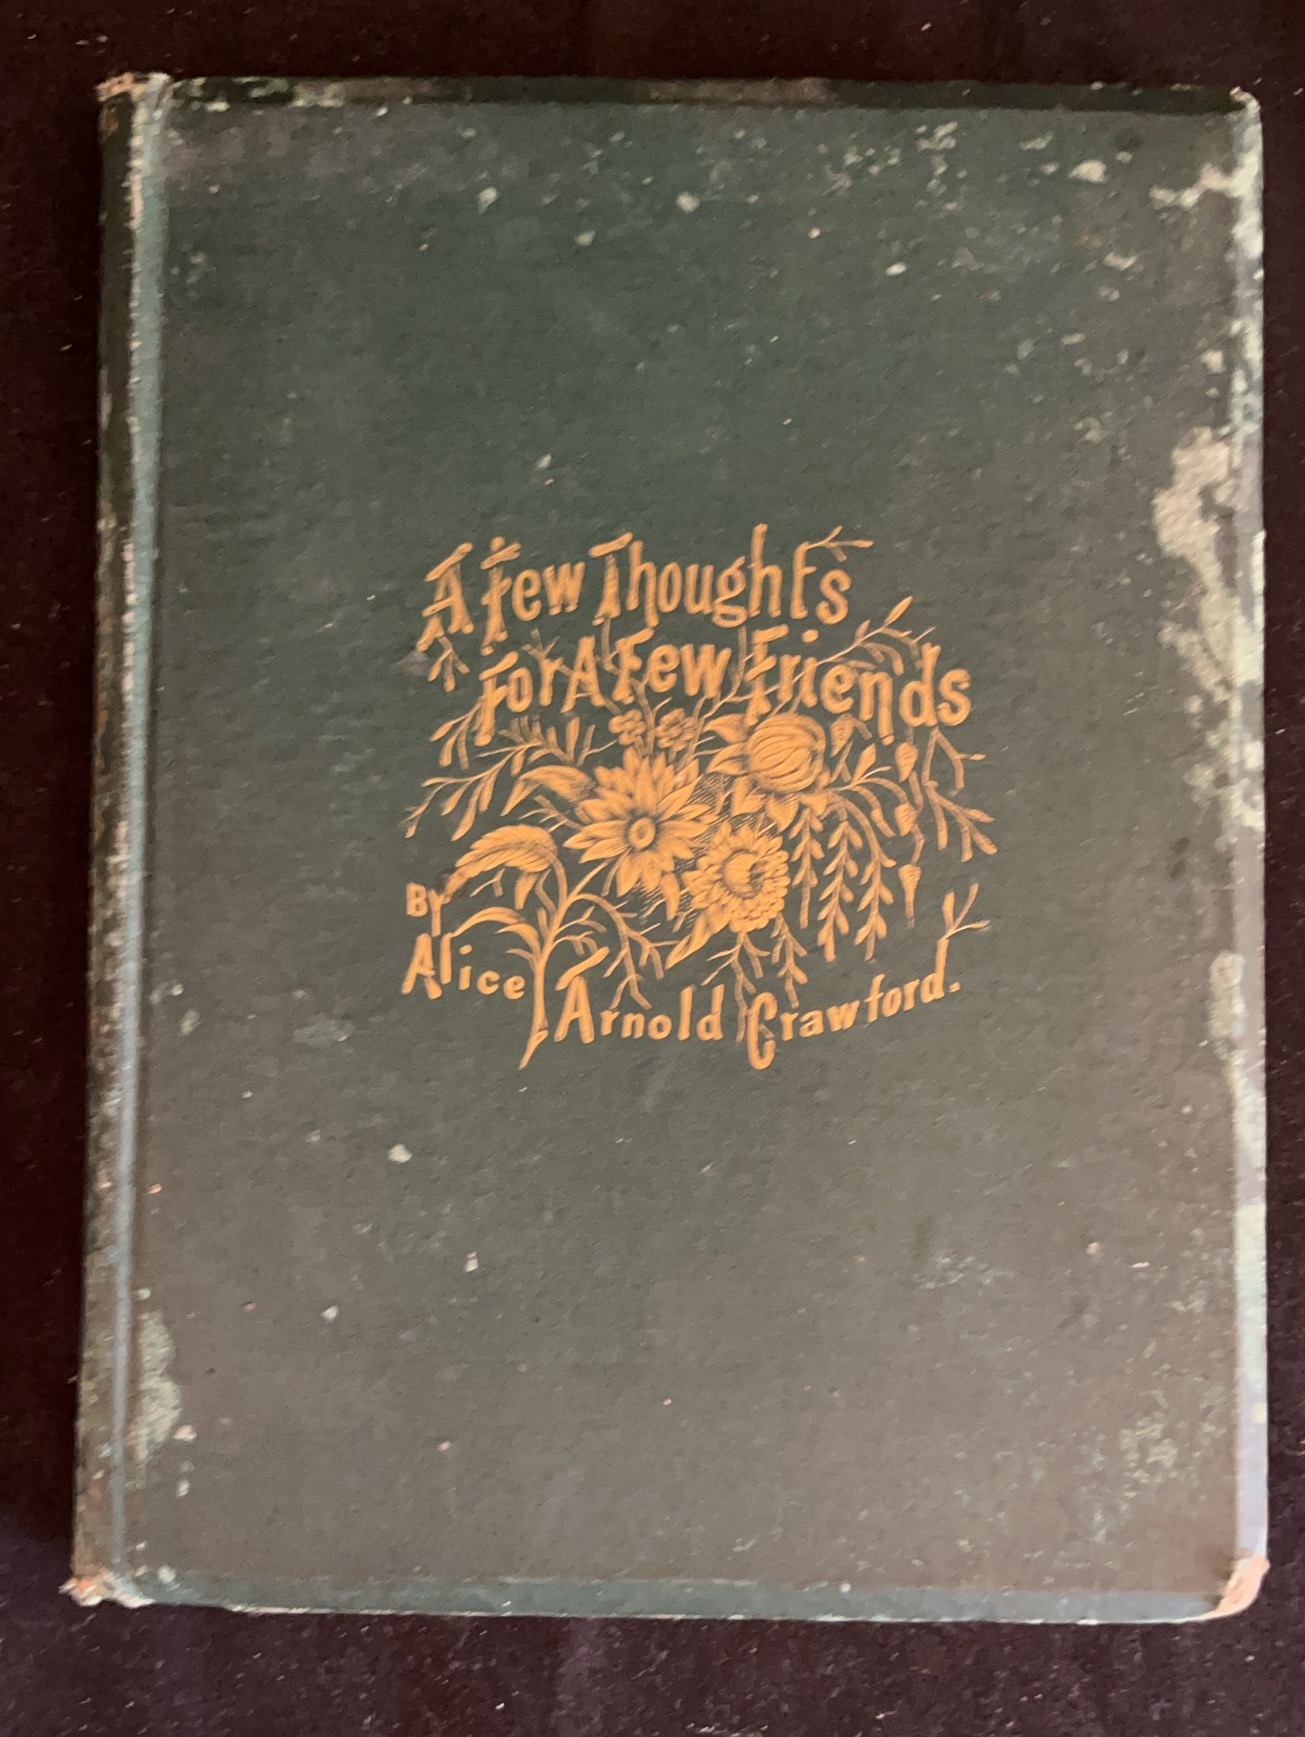 A Few Thoughts
For A Few Friends
By
Alice Arnold Crawford.